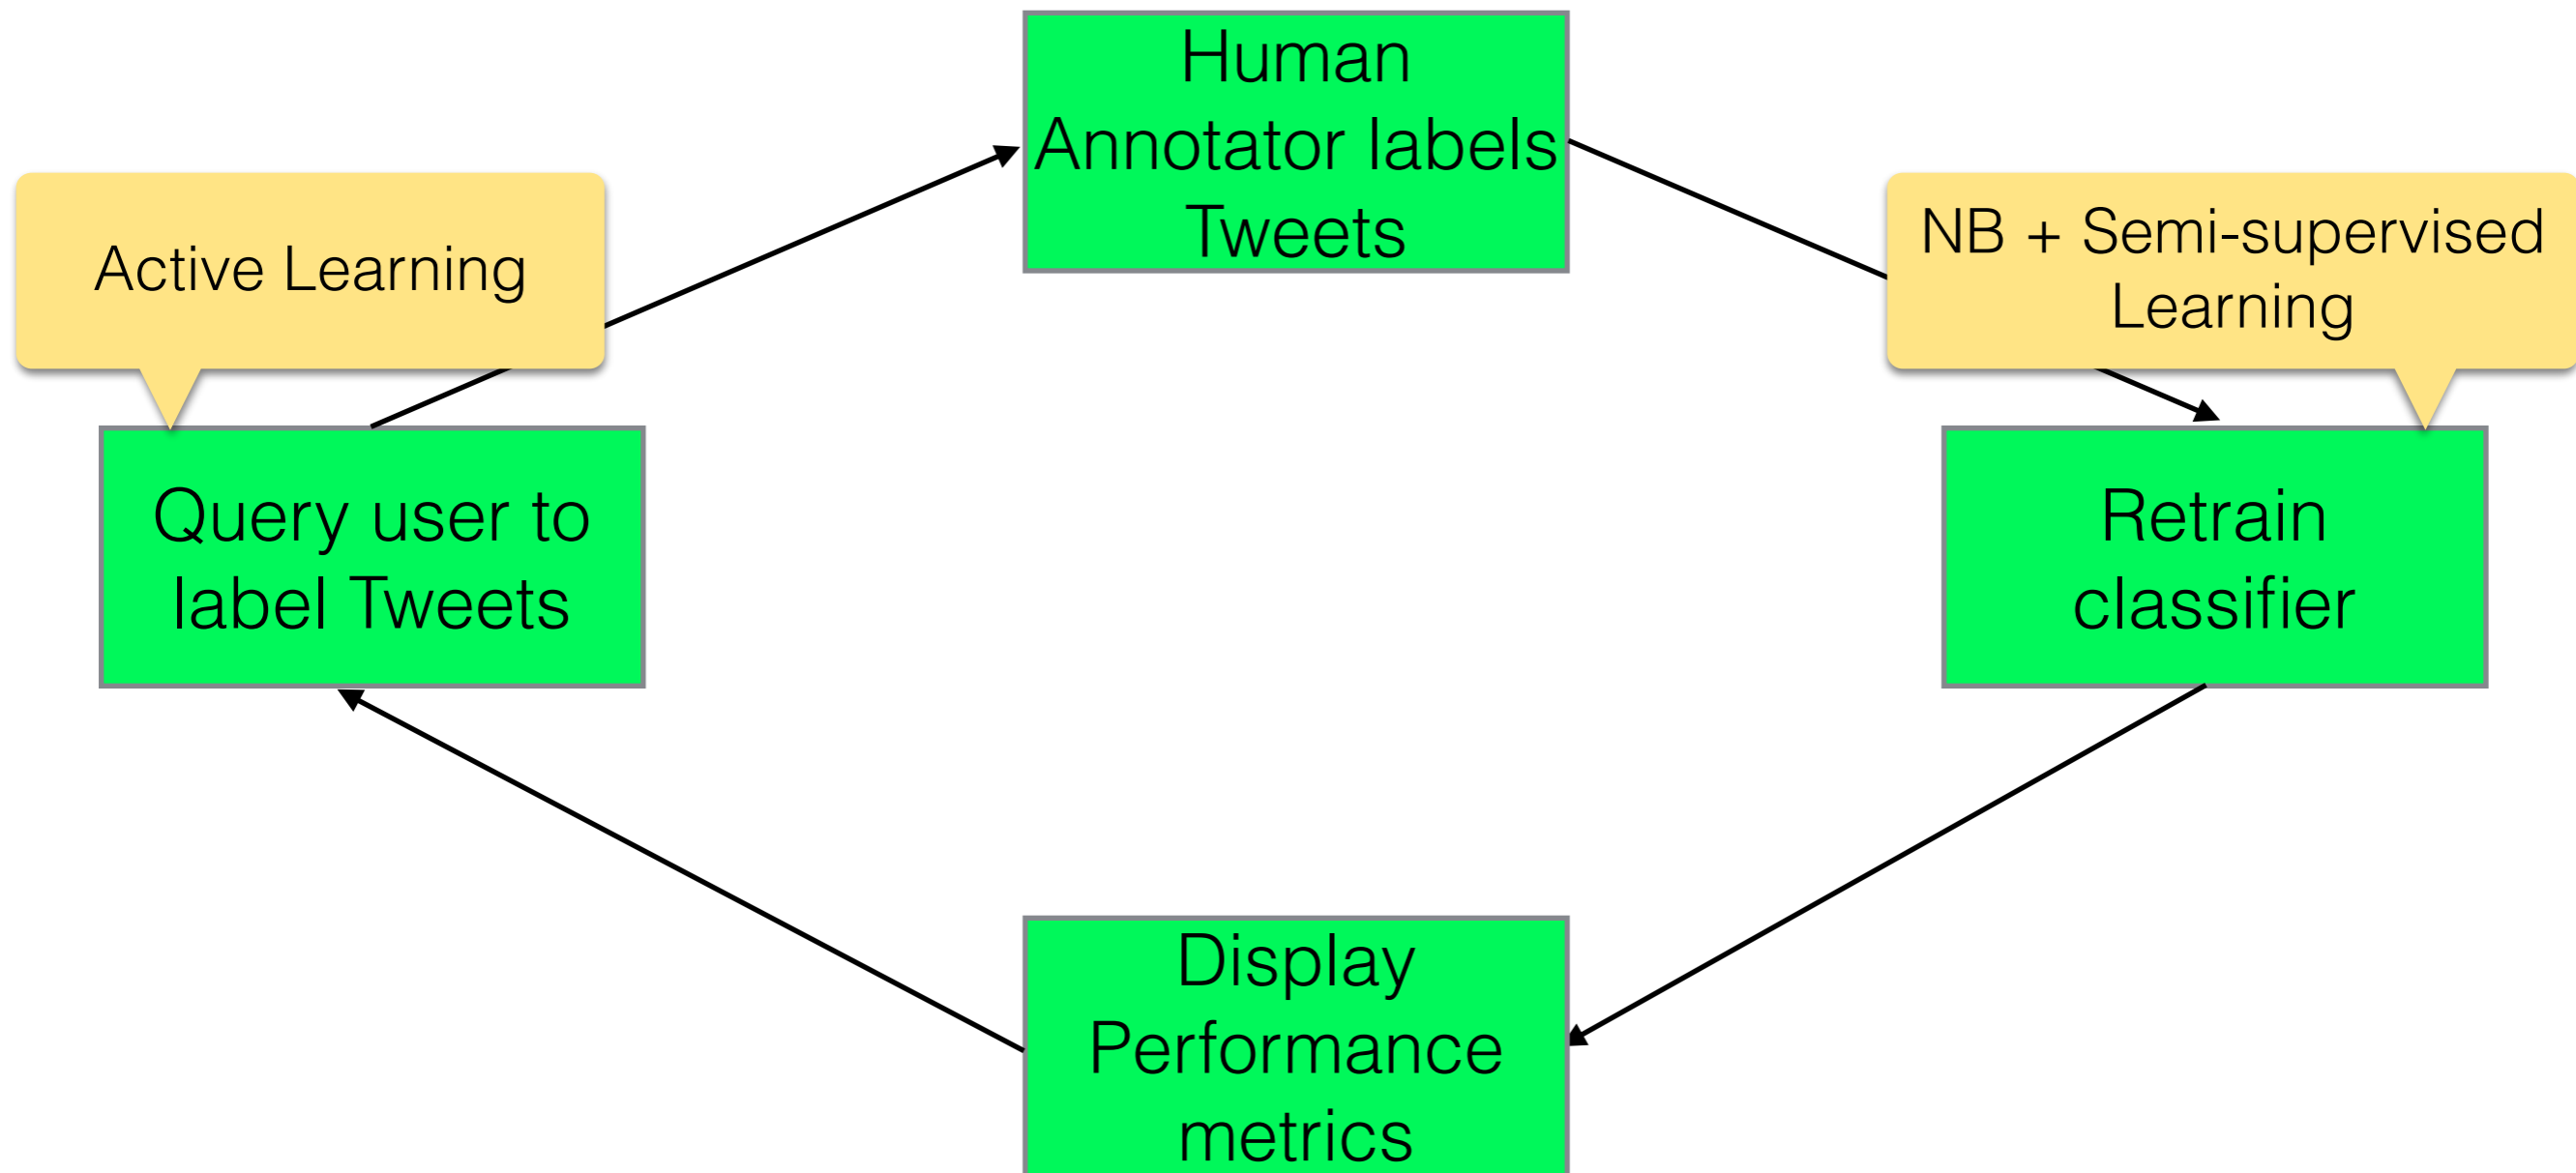 Human
Annotator labels
Tweets
Active Learning
NB + Semi-supervised
Learning
Query user to
label Tweets
Retrain
classifier
Display
Performance
metrics